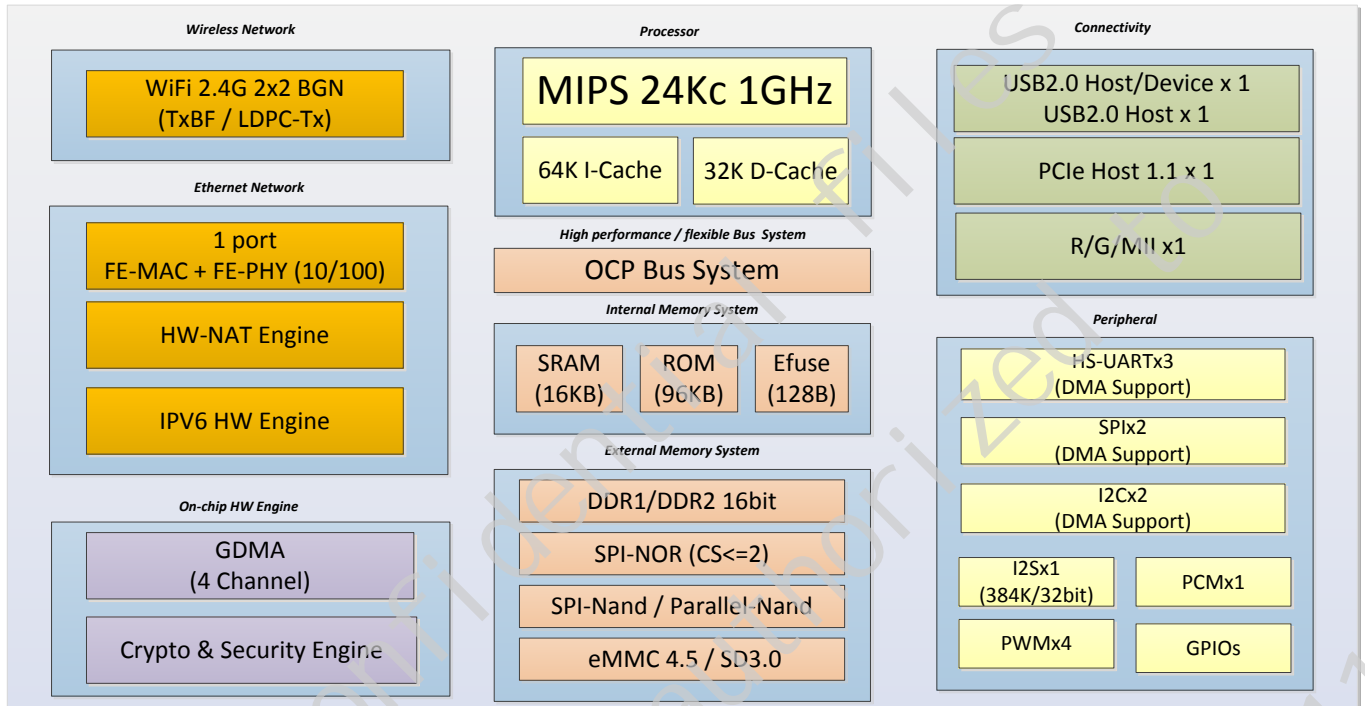 Wireless Network
WiFi 2.4G 2x2 BGN
(TxBF / LDPC-Tx)
Ethernet Network
1 port
FE-MAC + FE-PHY (10/100)
HW-NAT Engine
IPV6 HW Engine
On-chip HW Engine
GDMA
(4 Channel)
Crypto & Security Engine
Processor
MIPS 24Kc 1GHz
64K I-Cache
32K D-Cache
High performance / flexible Bus System
OCP Bus System
Internal Memory System
SRAM
(16KB)
ROM
(96KB)
Efuse
(128B)
External Memory System
DDR1/DDR2 16bit
SPI-NOR (CS<=2)
SPI-Nand / Parallel-Nand
eMMC 4.5 / SD3.0
Connectivity
USB2.0 Host/Device x 1
USB2.0 Host x 1
PCIe Host 1.1 x 1
R/G/MII x1
Peripheral
HS-UARTx3
(DMA Support)
SPIx2
(DMA Support)
I2Cx2
(DMA Support)
I2Sx1
(384K/32bit)
PCMx1
PWMx4
GPIOs
files
authorized to